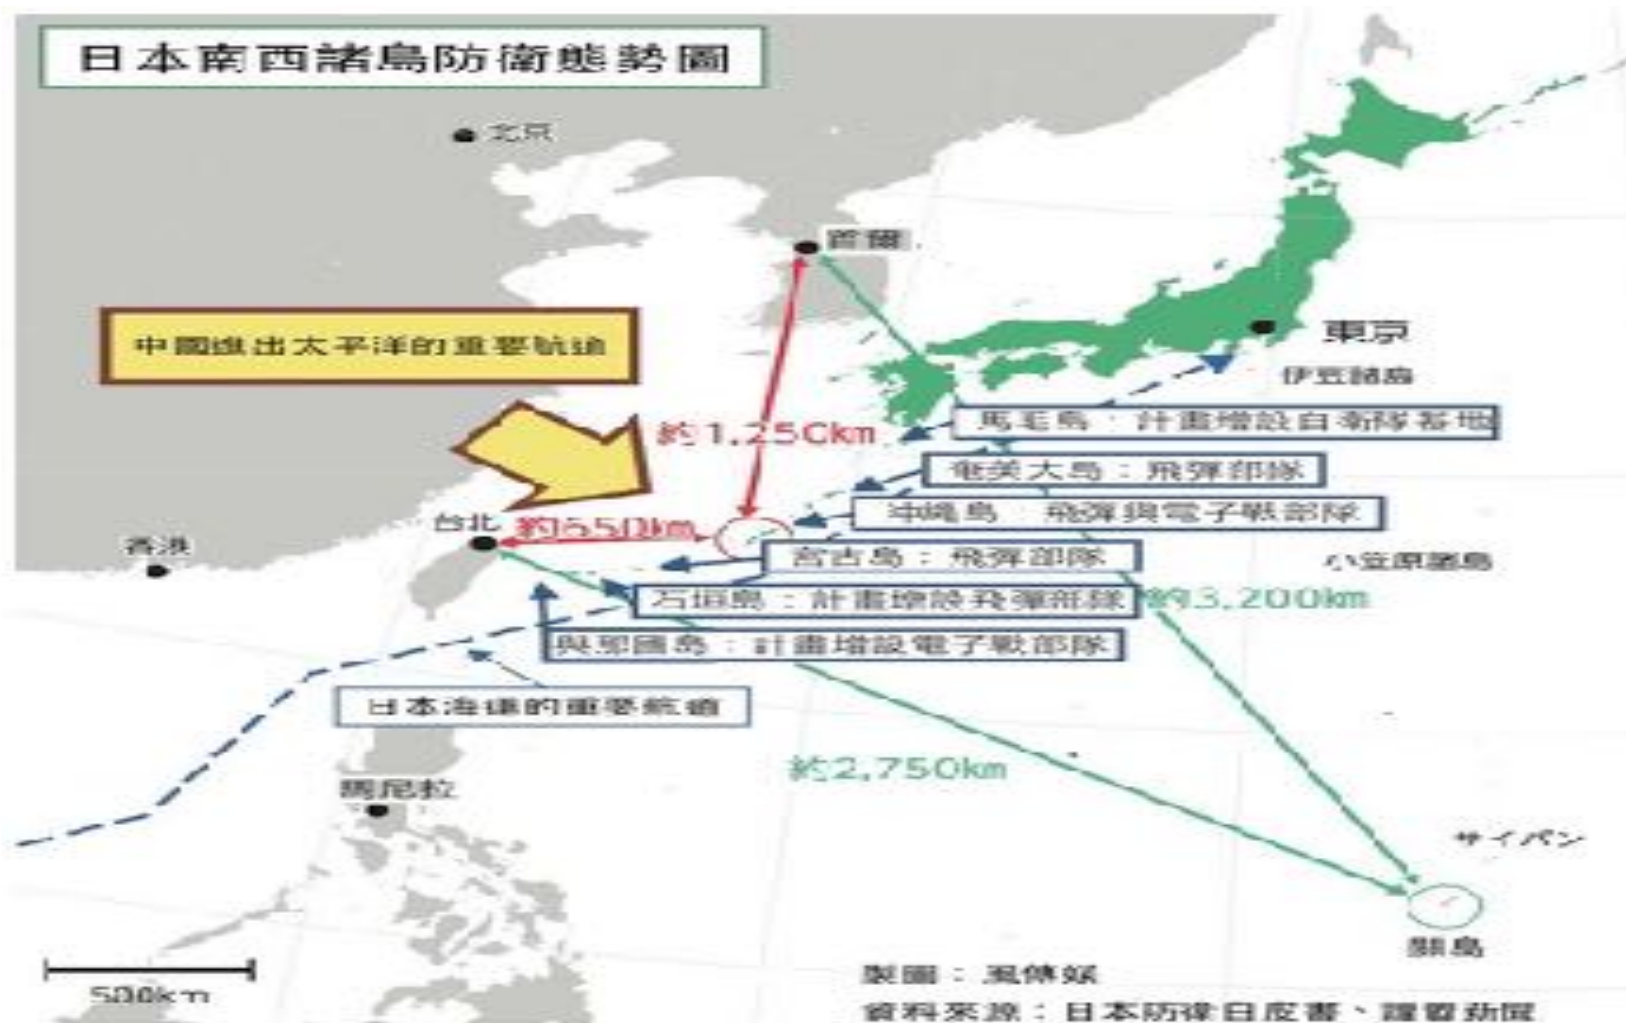 日本南西諸島防衛態勢圖
北京
首爾
中國進出太平洋的重要航道
東京
伊豆諸島
馬毛島：計畫增設自衛隊基地
約1,250km
奄美大島：飛彈部隊
沖繩島：飛彈與電子戰部隊
台北
約650km
香港
宮古島：飛彈部隊
小笠原諸島
石垣島：計畫增設飛彈部隊
約3,200km
與那國島：計畫增設電子戰部隊
日本海運的重要航道
約2,750km
馬尼拉
サイパン
關島
500km
製圖：風傳媒
資料來源：日本防衛白皮書、讀賣新聞